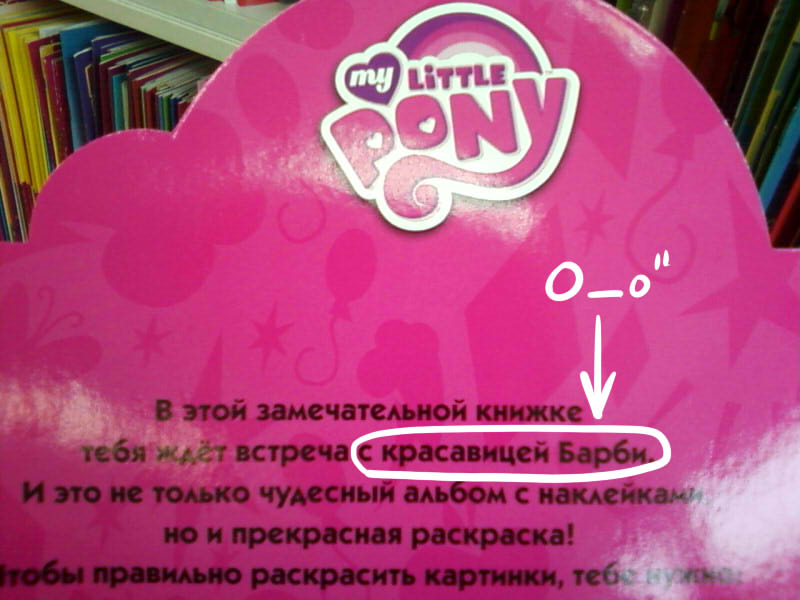 my LiTTLE
PONY
TM
O_o"
В этой замечательной книжке
тебя ждёт встреча с красавицей Барби.
И это не только чудесный альбом с наклейками,
но и прекрасная раскраска!
Чтобы правильно раскрасить картинки, тебе нужно: